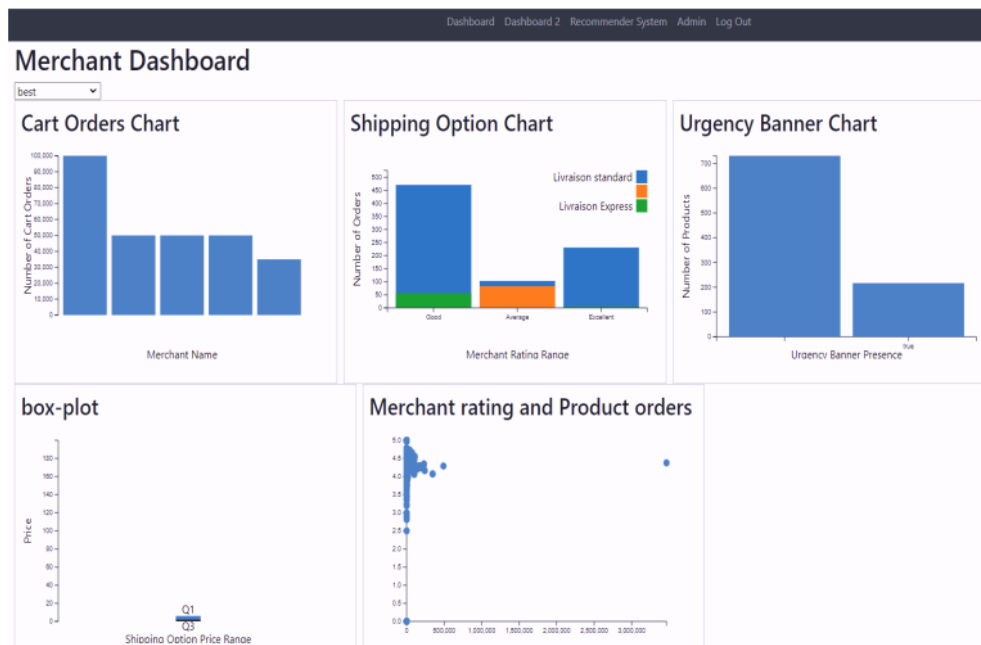 Dashboard Dashboard 2 Recommender System Admin Log Out
Merchant Dashboard
best
Cart Orders Chart
100,000
90,000
80,000
70,000
60,000
50,000
40,000
30,000
20,000
10,000
0
Number of Cart Orders
Merchant Name
Shipping Option Chart
Livraison standard
Livraison Express
500
450
400
350
300
250
200
150
100
50
0
Number of Orders
Good Average Excellent
Merchant Rating Range
Urgency Banner Chart
700
600
500
400
300
200
100
0
Number of Products
true
Urgency Banner Presence
box-plot
180
160
140
120
100
80
60
40
20
0
Price
Q1
Q3
Shipping Option Price Range
Merchant rating and Product orders
5.0
4.5
4.0
3.5
3.0
2.5
2.0
1.5
1.0
0.5
0.0
0 500,000 1,000,000 1,500,000 2,000,000 2,500,000 3,000,000